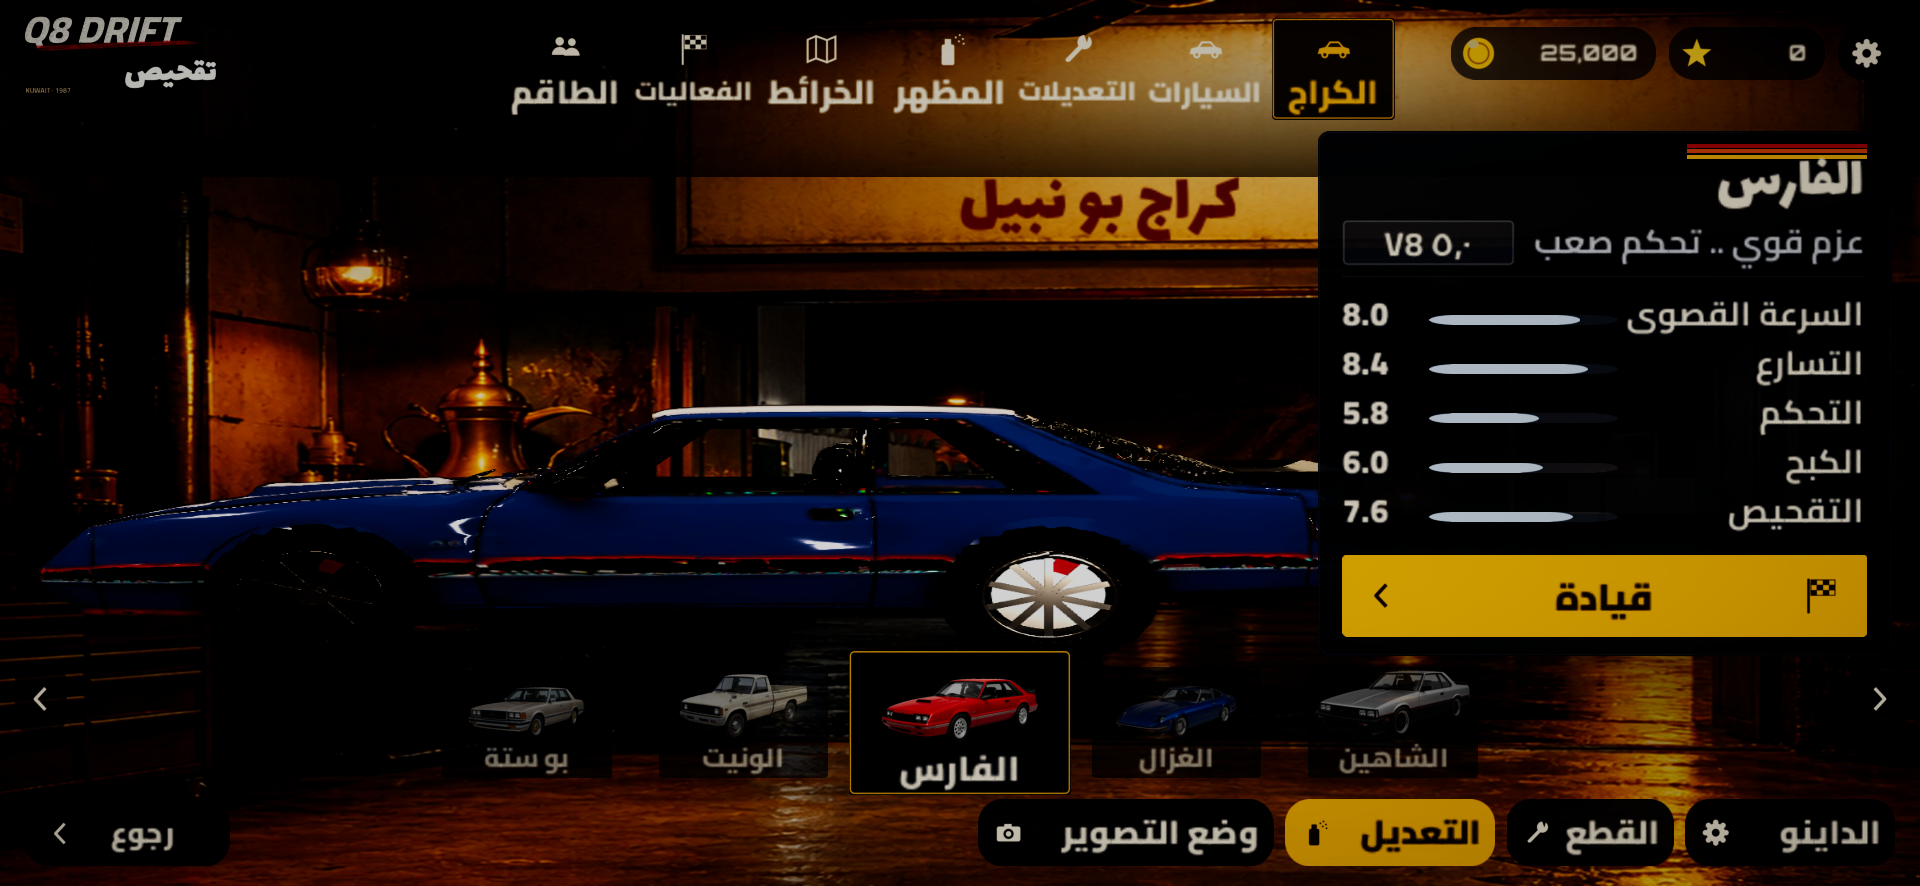 Q8 DRIFT
تقحيص
KUWAIT · 1987
الكراج
السيارات
التعديلات
المظهر
الخرائط
الفعاليات
الطاقم
25,000
0
كراج بو نبيل
الفارس
عزم قوي .. تحكم صعب
V8 ٥,٠
السرعة القصوى 8.0
التسارع 8.4
التحكم 5.8
الكبح 6.0
التقحيص 7.6
قيادة
الشاهين
الغزال
الفارس
الونيت
بو ستة
الداينو
القطع
التعديل
وضع التصوير
رجوع